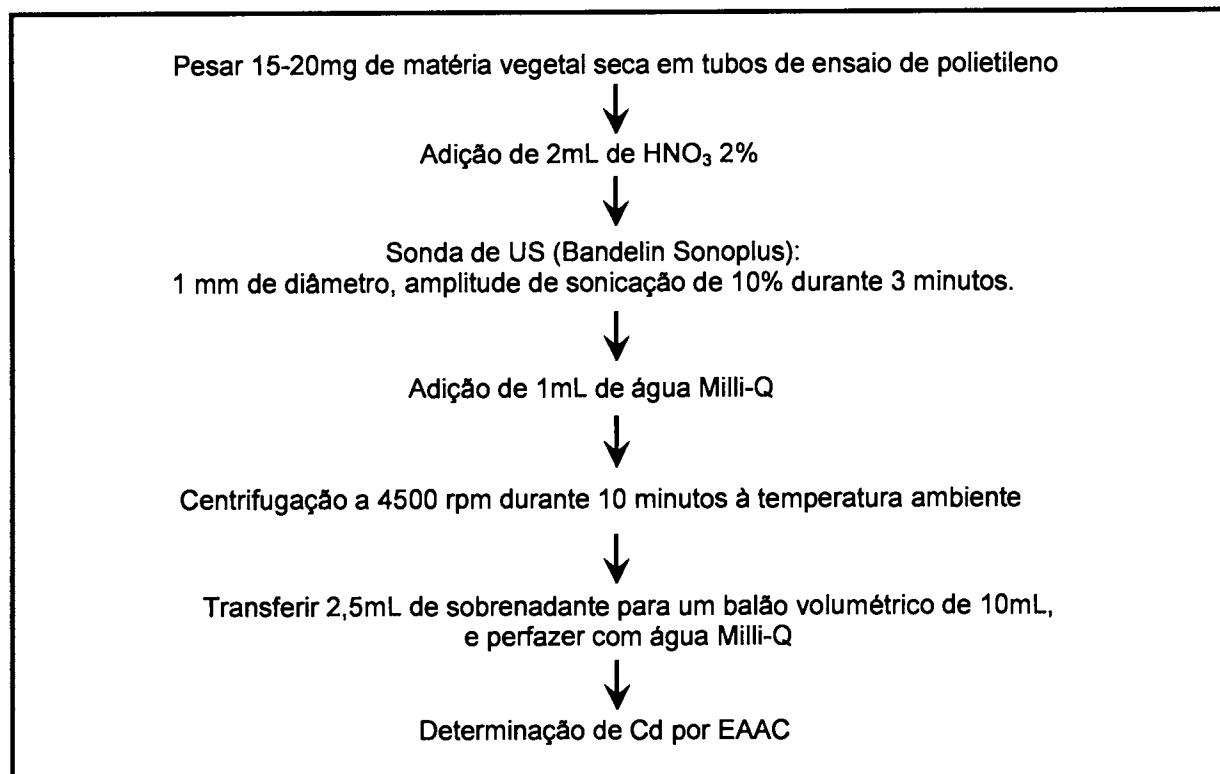 Pesar 15-20mg de matéria vegetal seca em tubos de ensaio de polietileno
Adição de 2mL de HNO₃ 2%
Sonda de US (Bandelin Sonoplus):
1 mm de diâmetro, amplitude de sonicação de 10% durante 3 minutos.
Adição de 1mL de água Milli-Q
Centrifugação a 4500 rpm durante 10 minutos à temperatura ambiente
Transferir 2,5mL de sobrenadante para um balão volumétrico de 10mL,
e perfazer com água Milli-Q
Determinação de Cd por EAAC